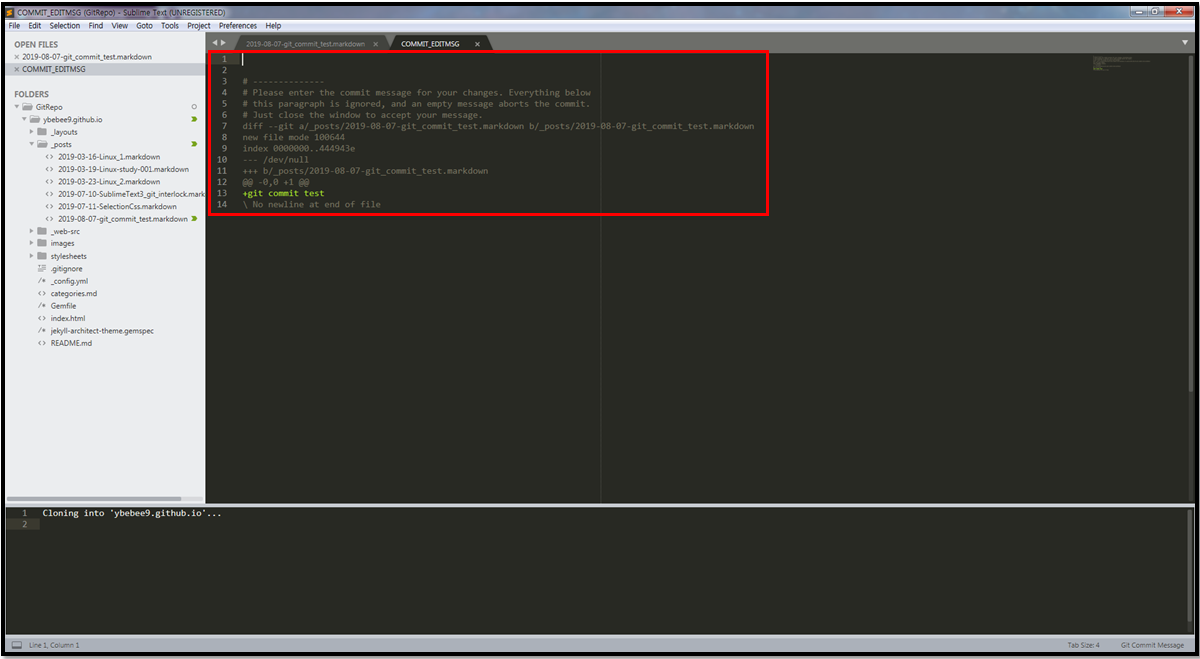 COMMIT_EDITMSG (GitRepo) - Sublime Text (UNREGISTERED)
File Edit Selection Find View Goto Tools Project Preferences Help
OPEN FILES
2019-08-07-git_commit_test.markdown
COMMIT_EDITMSG
FOLDERS
GitRepo
ybebee9.github.io
_layouts
_posts
2019-03-16-Linux_1.markdown
2019-03-19-Linux-study-001.markdown
2019-03-23-Linux_2.markdown
2019-07-10-SublimeText3_git_interlock.mark
2019-07-11-SelectionCss.markdown
2019-08-07-git_commit_test.markdown
_web-src
images
stylesheets
.gitignore
_config.yml
categories.md
Gemfile
index.html
jekyll-architect-theme.gemspec
README.md
2019-08-07-git_commit_test.markdown COMMIT_EDITMSG
1
2
3 # --------------
4 # Please enter the commit message for your changes. Everything below
5 # this paragraph is ignored, and an empty message aborts the commit.
6 # Just close the window to accept your message.
7 diff --git a/_posts/2019-08-07-git_commit_test.markdown b/_posts/2019-08-07-git_commit_test.markdown
8 new file mode 100644
9 index 0000000..444943e
10 --- /dev/null
11 +++ b/_posts/2019-08-07-git_commit_test.markdown
12 @@ -0,0 +1 @@
13 +git commit test
14 \ No newline at end of file
1 Cloning into 'ybebee9.github.io'...
2
Line 1, Column 1 Tab Size: 4 Git Commit Message